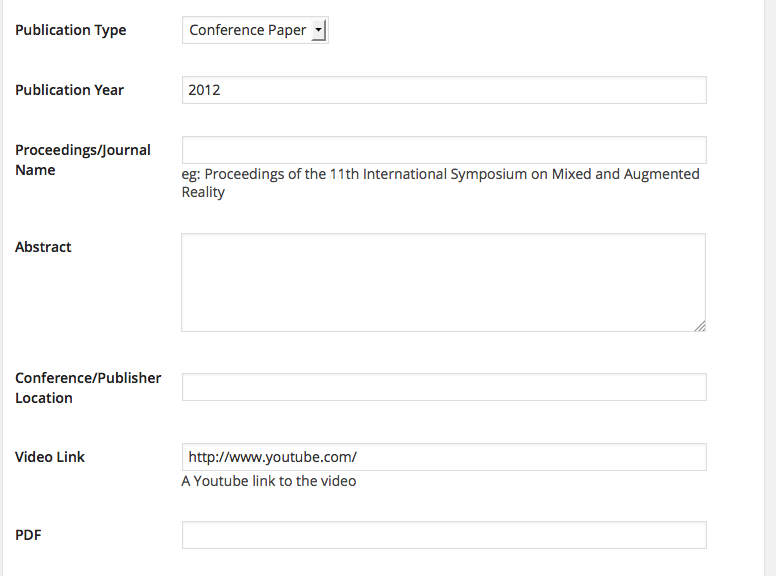 Publication Type
Conference Paper
Publication Year
2012
Proceedings/Journal
Name
eg: Proceedings of the 11th International Symposium on Mixed and Augmented
Reality
Abstract
Conference/Publisher
Location
Video Link
http://www.youtube.com/
A Youtube link to the video
PDF